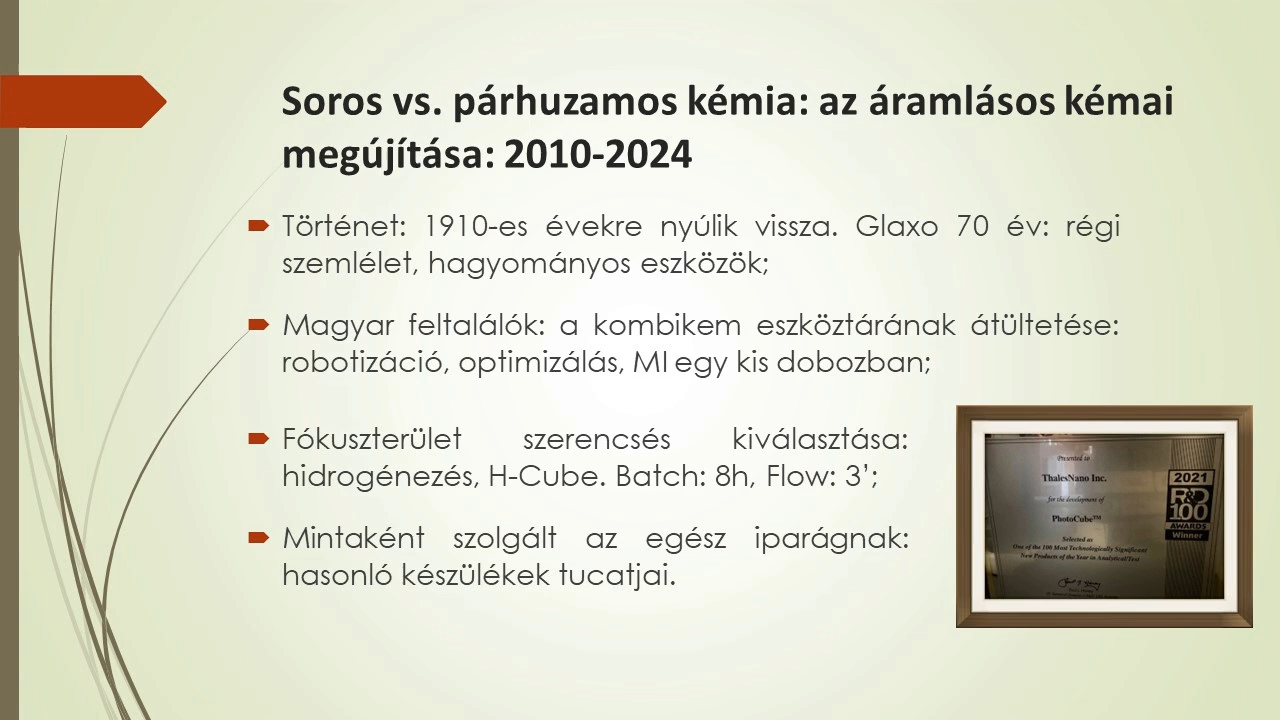 Soros vs. párhuzamos kémia: az áramlásos kémai
megújítása: 2010-2024
Történet: 1910-es évekre nyúlik vissza. Glaxo 70 év: régi
szemlélet, hagyományos eszközök;
Magyar feltalálók: a kombikem eszköztárának átültetése:
robotizáció, optimizálás, MI egy kis dobozban;
Fókuszterület szerencsés kiválasztása:
hidrogénezés, H-Cube. Batch: 8h, Flow: 3’;
Mintaként szolgált az egész iparágnak:
hasonló készülékek tucatjai.
Presented to
ThalesNano Inc.
for the development of
PhotoCube™
Selected as
One of the 100 Most Technologically Significant
New Products of the Year in Analytical/Test
2021
R&D
100
AWARDS
Winner